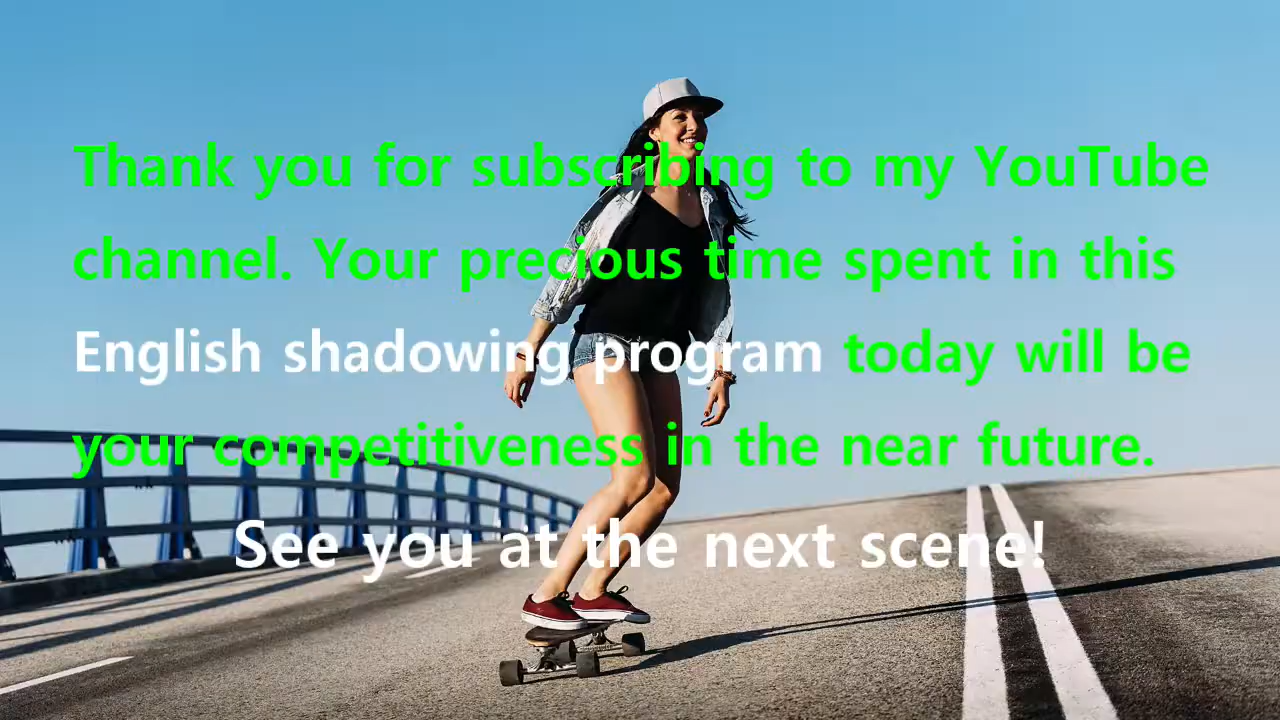 Thank you for subscribing to my YouTube
channel. Your precious time spent in this
English shadowing program today will be
your competitiveness in the near future.
See you at the next scene!